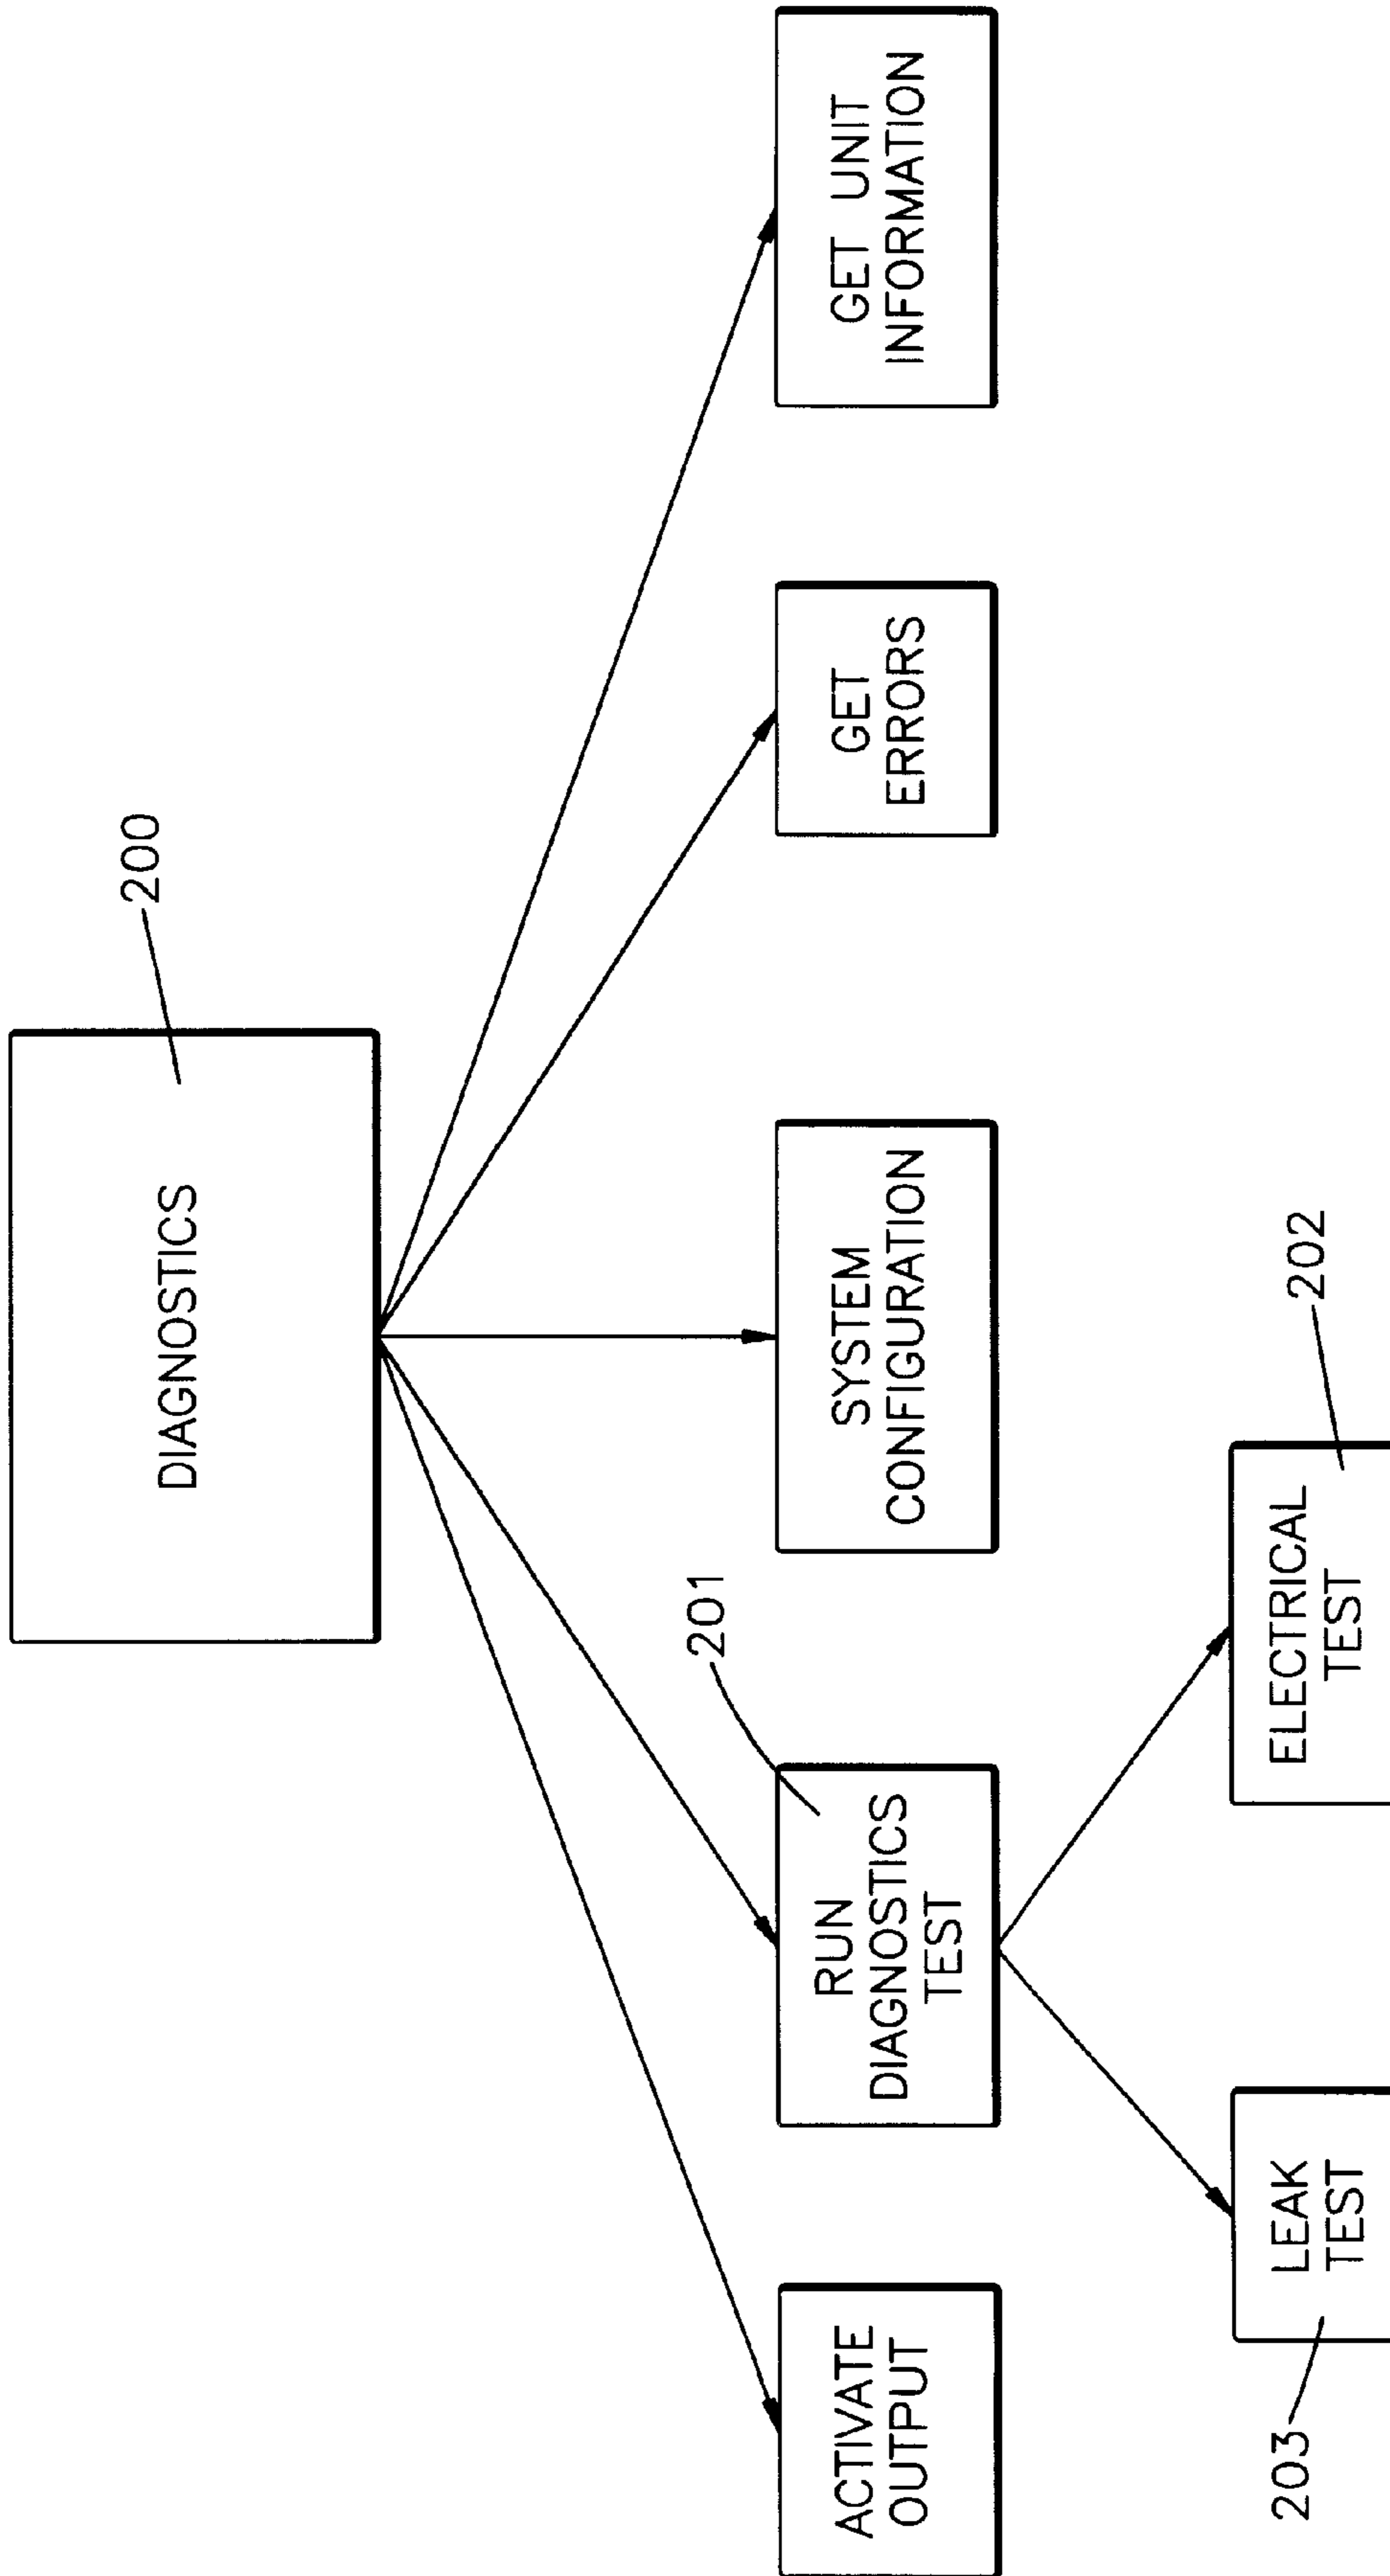 DIAGNOSTICS
200
ACTIVATE
OUTPUT
201
RUN
DIAGNOSTICS
TEST
SYSTEM
CONFIGURATION
GET
ERRORS
GET UNIT
INFORMATION
203
LEAK
TEST
ELECTRICAL
TEST
202